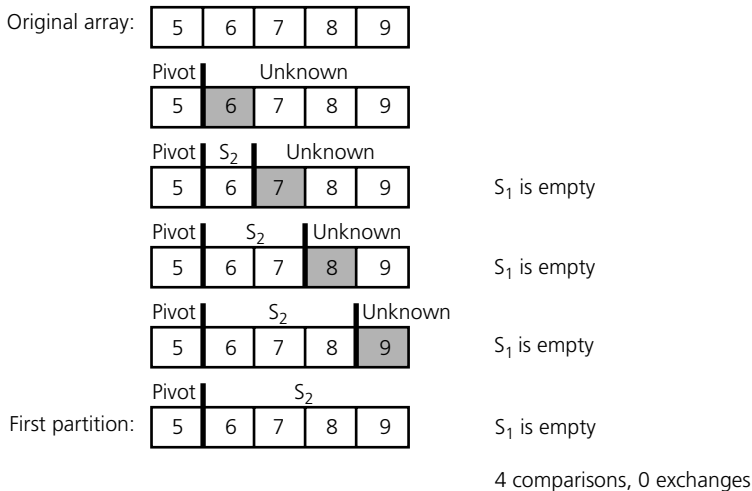 Original array: 5 6 7 8 9
Pivot Unknown
5 6 7 8 9
Pivot S₂ Unknown
5 6 7 8 9 S₁ is empty
Pivot S₂ Unknown
5 6 7 8 9 S₁ is empty
Pivot S₂ Unknown
5 6 7 8 9 S₁ is empty
Pivot S₂
First partition: 5 6 7 8 9 S₁ is empty
4 comparisons, 0 exchanges